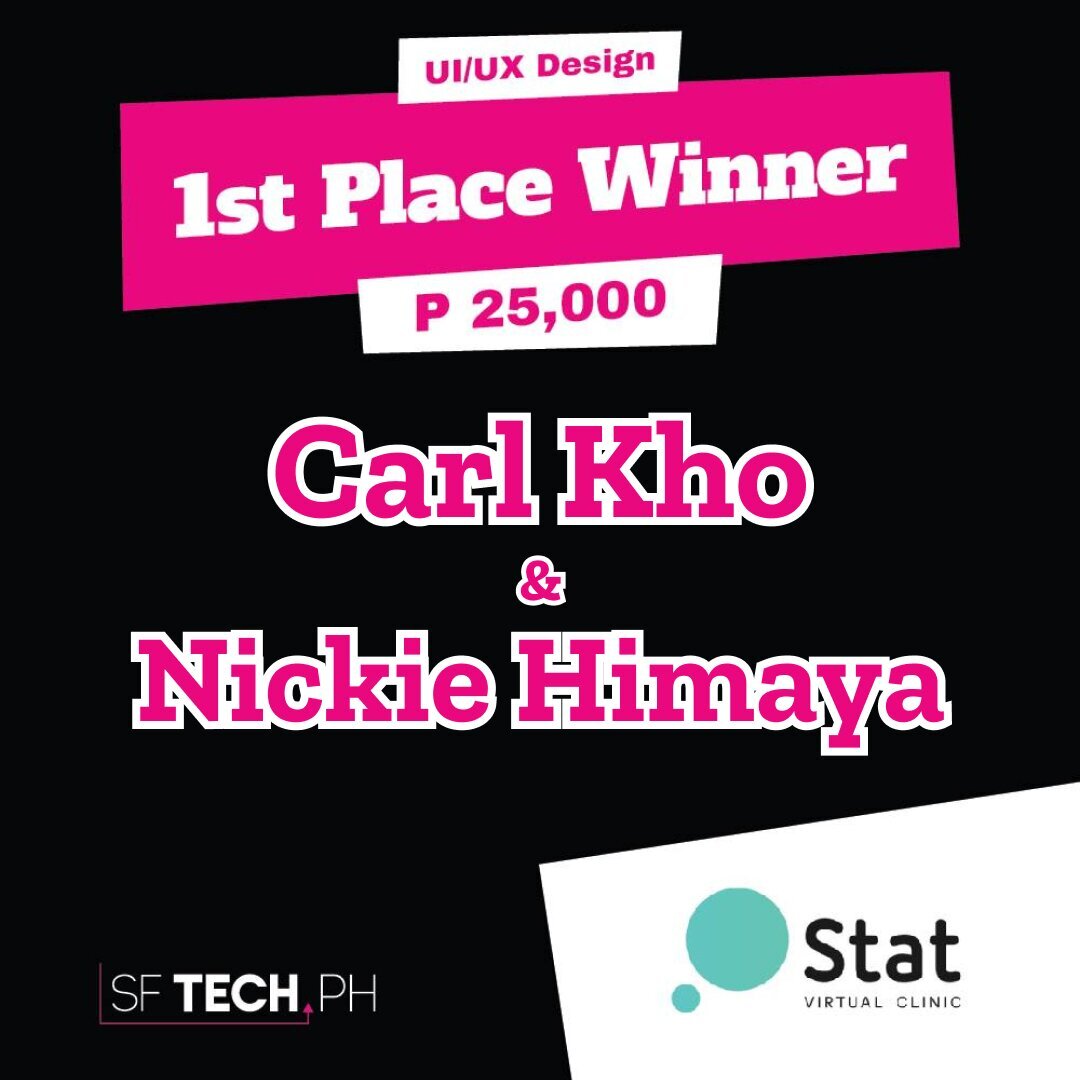 UI/UX Design
1st Place Winner
P 25,000
Carl Kho
&
Nickie Himaya
SF TECH.PH
Stat
VIRTUAL CLINIC